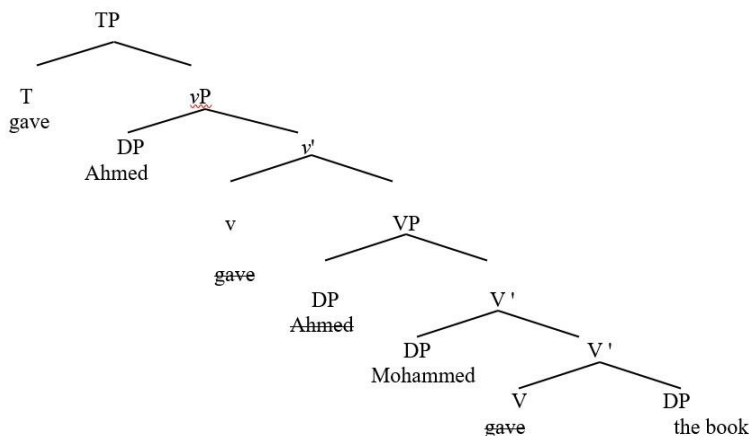 TP
T vP
gave
DP v'
Ahmed
v VP
gave
DP V '
Ahmed
DP V '
Mohammed
V DP
gave the book